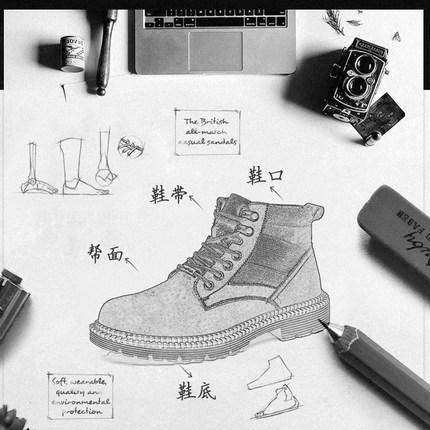 The British
all-match
casual sandals
鞋口
鞋带
帮面
鞋底
Soft, wearable,
quality an
environmental
protection